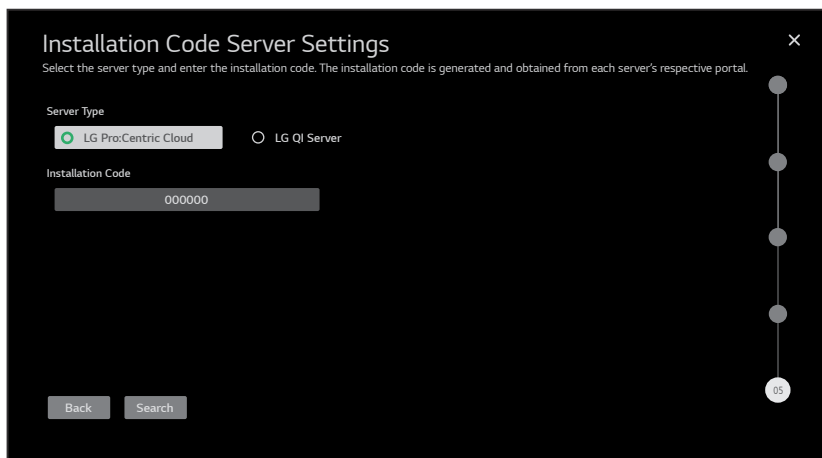 Installation Code Server Settings
Select the server type and enter the installation code. The installation code is generated and obtained from each server's respective portal.
Server Type
LG Pro:Centric Cloud
LG QI Server
Installation Code
000000
Back
Search
05